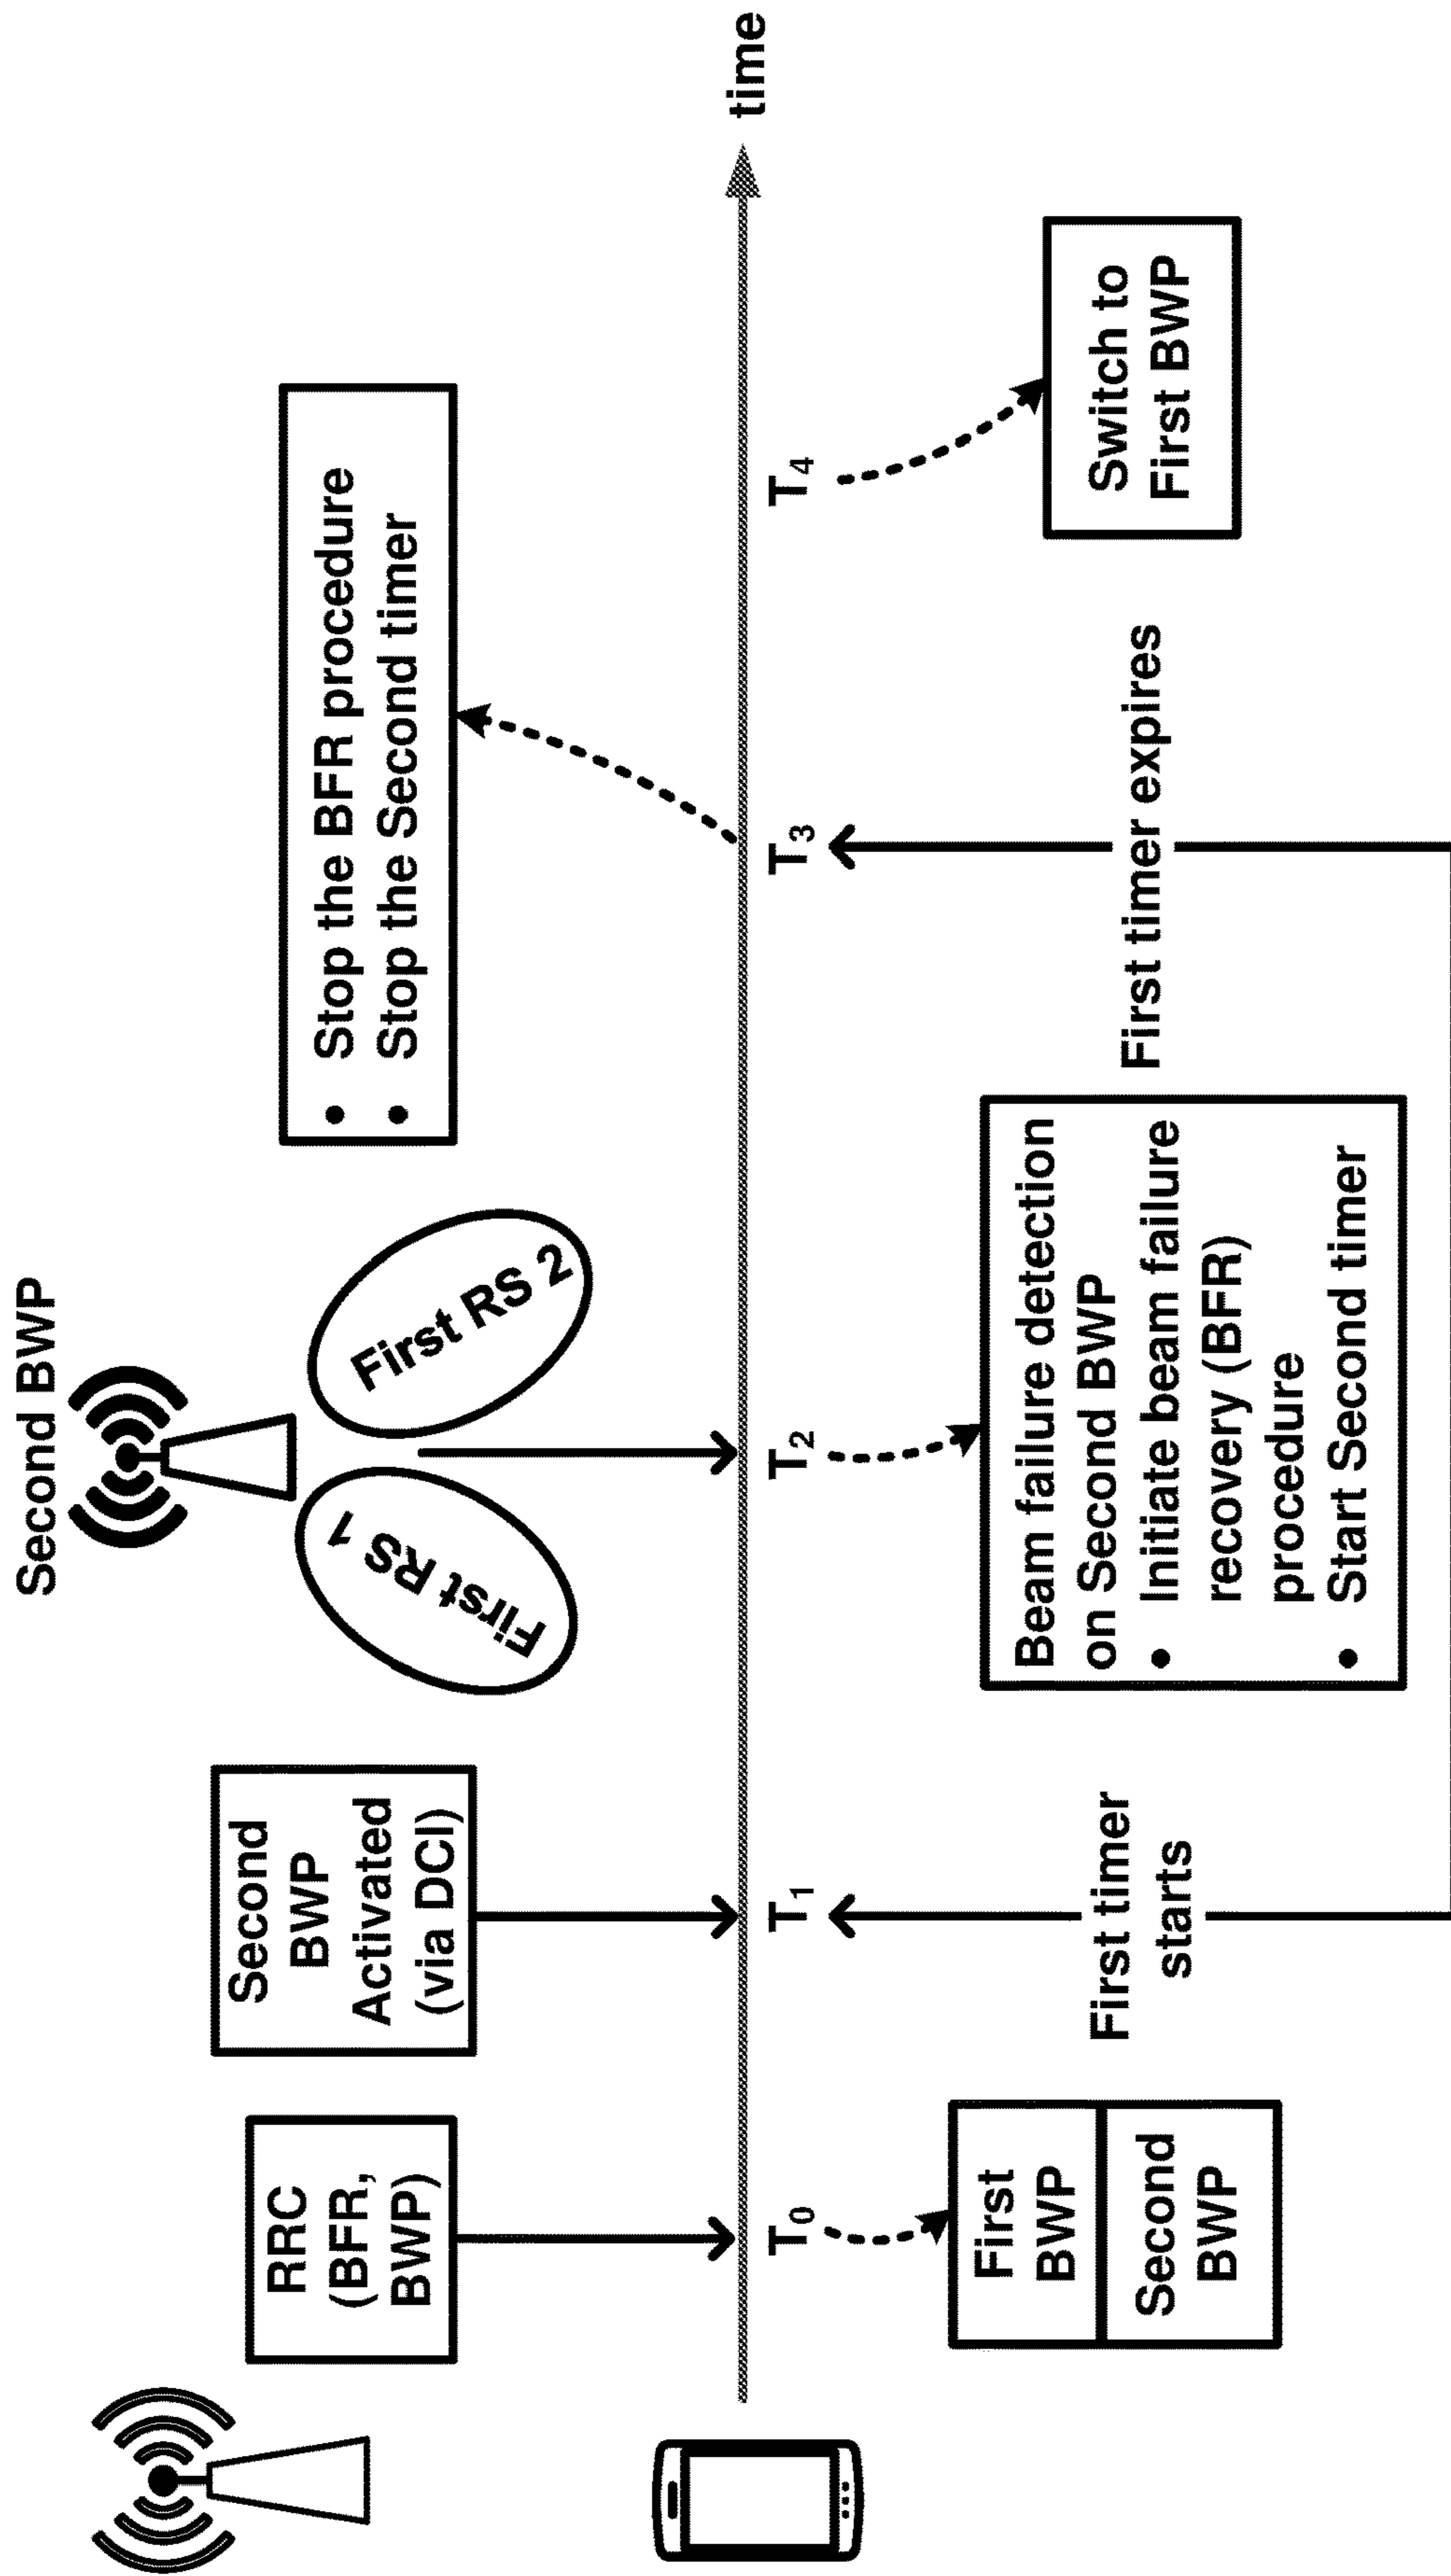 Second BWP
RRC
(BFR,
BWP)
Second
BWP
Activated
(via DCI)
First RS 1
First RS 2
• Stop the BFR procedure
• Stop the Second timer
time
T0
T1
T2
T3
T4
First
BWP
Second
BWP
First timer
starts
Beam failure detection
on Second BWP
• Initiate beam failure
recovery (BFR)
procedure
• Start Second timer
First timer expires
Switch to
First BWP